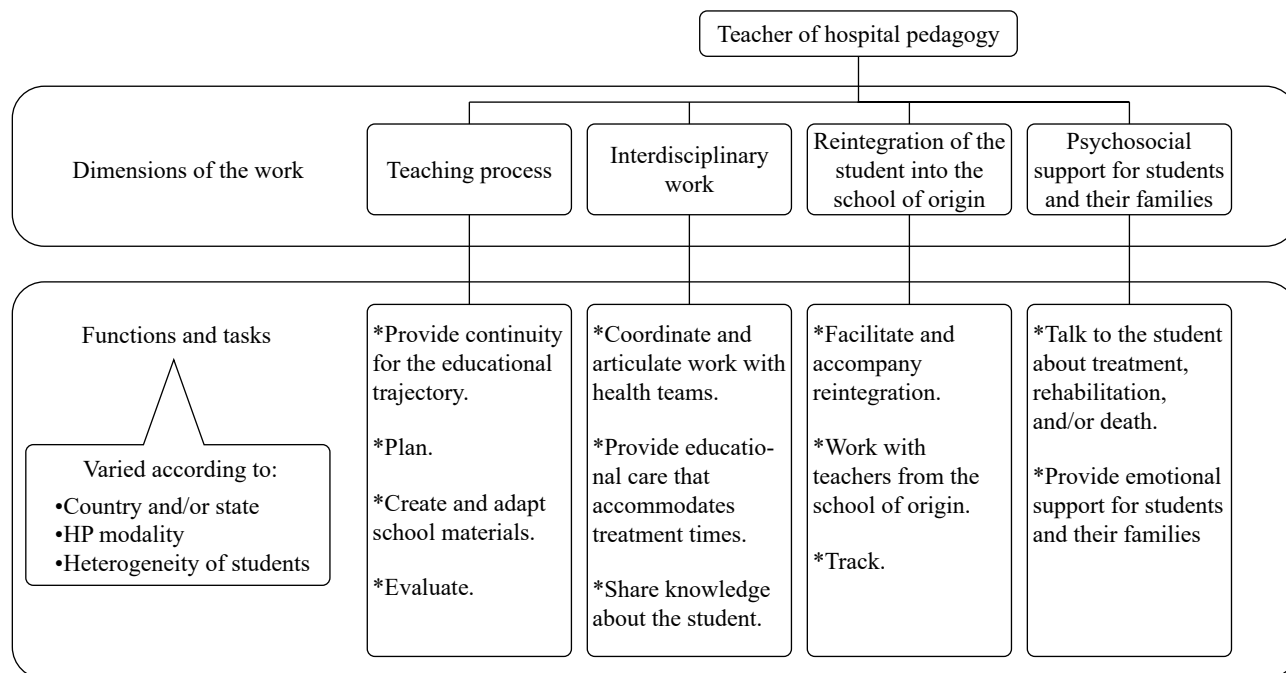 Teacher of hospital pedagogy
Dimensions of the work
Teaching process
Interdisciplinary
work
Reintegration of the
student into the
school of origin
Psychosocial
support for students
and their families
Functions and tasks
Varied according to:
•Country and/or state
•HP modality
•Heterogeneity of students
*Provide continuity
for the educational
trajectory.
*Plan.
*Create and adapt
school materials.
*Evaluate.
*Coordinate and
articulate work with
health teams.
*Provide educatio-
nal care that
accommodates
treatment times.
*Share knowledge
about the student.
*Facilitate and
accompany
reintegration.
*Work with
teachers from the
school of origin.
*Track.
*Talk to the student
about treatment,
rehabilitation,
and/or death.
*Provide emotional
support for students
and their families